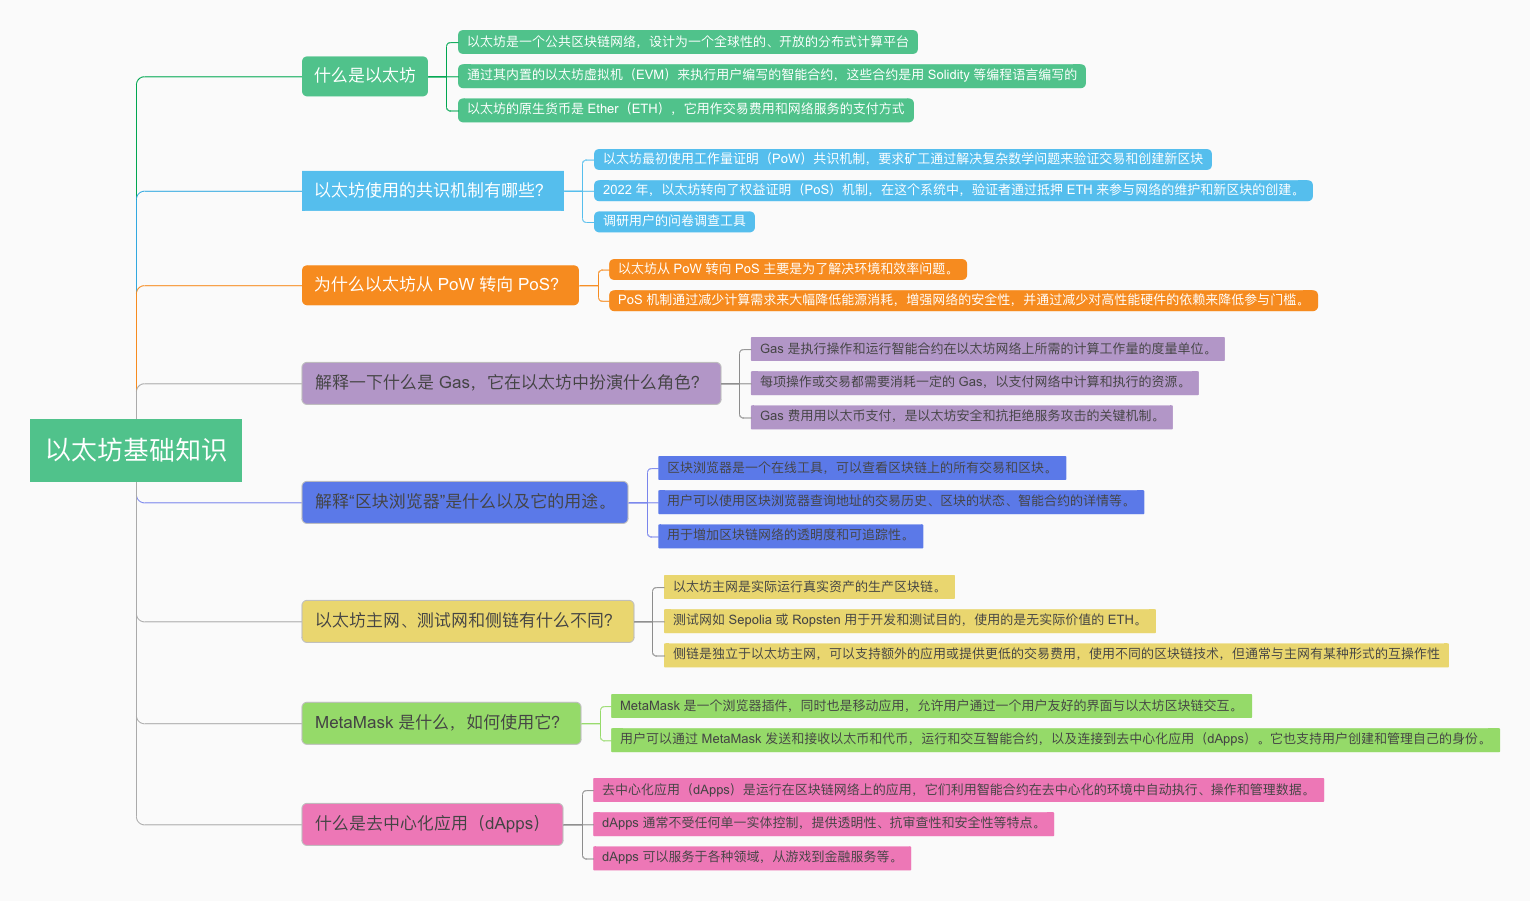 以太坊基础知识
什么是以太坊
以太坊是一个公共区块链网络，设计为一个全球性的、开放的分布式计算平台
通过其内置的以太坊虚拟机（EVM）来执行用户编写的智能合约，这些合约是用 Solidity 等编程语言编写的
以太坊的原生货币是 Ether（ETH），它用作交易费用和网络服务的支付方式
以太坊使用的共识机制有哪些？
以太坊最初使用工作量证明（PoW）共识机制，要求矿工通过解决复杂数学问题来验证交易和创建新区块
2022 年，以太坊转向了权益证明（PoS）机制，在这个系统中，验证者通过抵押 ETH 来参与网络的维护和新区块的创建。
调研用户的问卷调查工具
为什么以太坊从 PoW 转向 PoS？
以太坊从 PoW 转向 PoS 主要是为了解决环境和效率问题。
PoS 机制通过减少计算需求来大幅降低能源消耗，增强网络的安全性，并通过减少对高性能硬件的依赖来降低参与门槛。
解释一下什么是 Gas，它在以太坊中扮演什么角色？
Gas 是执行操作和运行智能合约在以太坊网络上所需的计算工作量的度量单位。
每项操作或交易都需要消耗一定的 Gas，以支付网络中计算和执行的资源。
Gas 费用用以太币支付，是以太坊安全和抗拒绝服务攻击的关键机制。
解释“区块浏览器”是什么以及它的用途。
区块浏览器是一个在线工具，可以查看区块链上的所有交易和区块。
用户可以使用区块浏览器查询地址的交易历史、区块的状态、智能合约的详情等。
用于增加区块链网络的透明度和可追踪性。
以太坊主网、测试网和侧链有什么不同？
以太坊主网是实际运行真实资产的生产区块链。
测试网如 Sepolia 或 Ropsten 用于开发和测试目的，使用的是无实际价值的 ETH。
侧链是独立于以太坊主网，可以支持额外的应用或提供更低的交易费用，使用不同的区块链技术，但通常与主网有某种形式的互操作性
MetaMask 是什么，如何使用它？
MetaMask 是一个浏览器插件，同时也是移动应用，允许用户通过一个用户友好的界面与以太坊区块链交互。
用户可以通过 MetaMask 发送和接收以太币和代币，运行和交互智能合约，以及连接到去中心化应用（dApps）。它也支持用户创建和管理自己的身份。
什么是去中心化应用（dApps）
去中心化应用（dApps）是运行在区块链网络上的应用，它们利用智能合约在去中心化的环境中自动执行、操作和管理数据。
dApps 通常不受任何单一实体控制，提供透明性、抗审查性和安全性等特点。
dApps 可以服务于各种领域，从游戏到金融服务等。